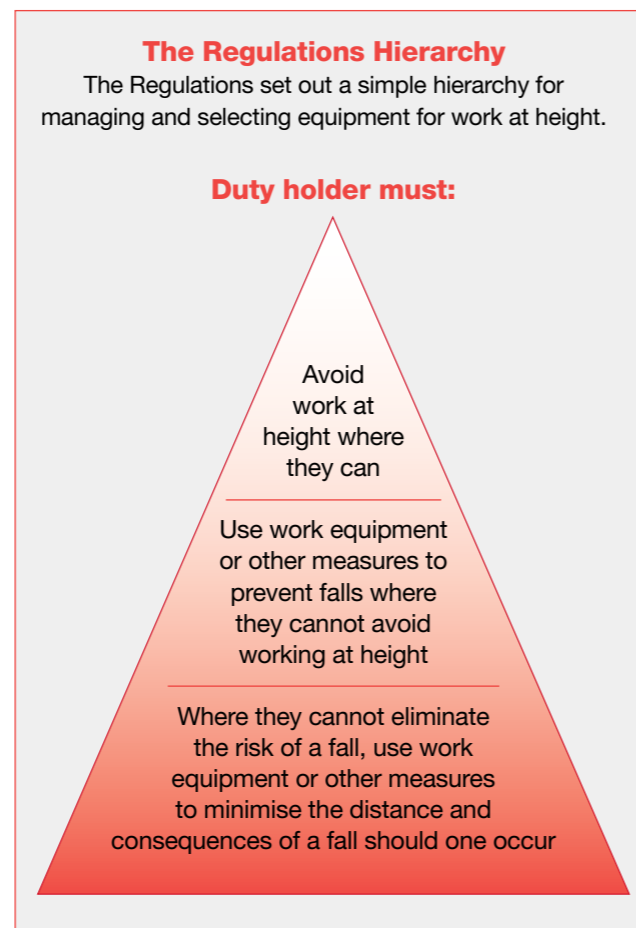 The Regulations Hierarchy
The Regulations set out a simple hierarchy for
managing and selecting equipment for work at height.
Duty holder must:
Avoid
work at
height where
they can
Use work equipment
or other measures to
prevent falls where
they cannot avoid
working at height
Where they cannot eliminate
the risk of a fall, use work
equipment or other measures
to minimise the distance and
consequences of a fall should one occur